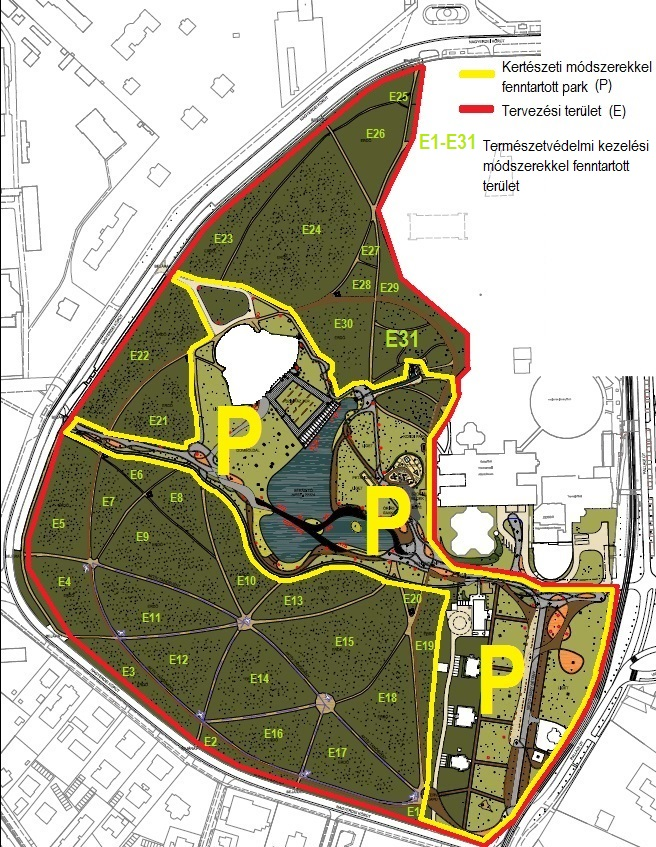 NAGYERDEI KÖRÚT
Kertészeti módszerekkel
fenntartott park (P)
Tervezési terület (E)
E1-E31 Természetvédelmi kezelési
módszerekkel fenntartott
terület
E25
E26
E24
E23
E27
E28
E29
E30
E31
E22
E21
P
P
E6
E8
E7
E9
E5
E4
E10
E13
E20
E11
E15
E19
E12
E3
E14
P
E18
E2
E16
E17
E1